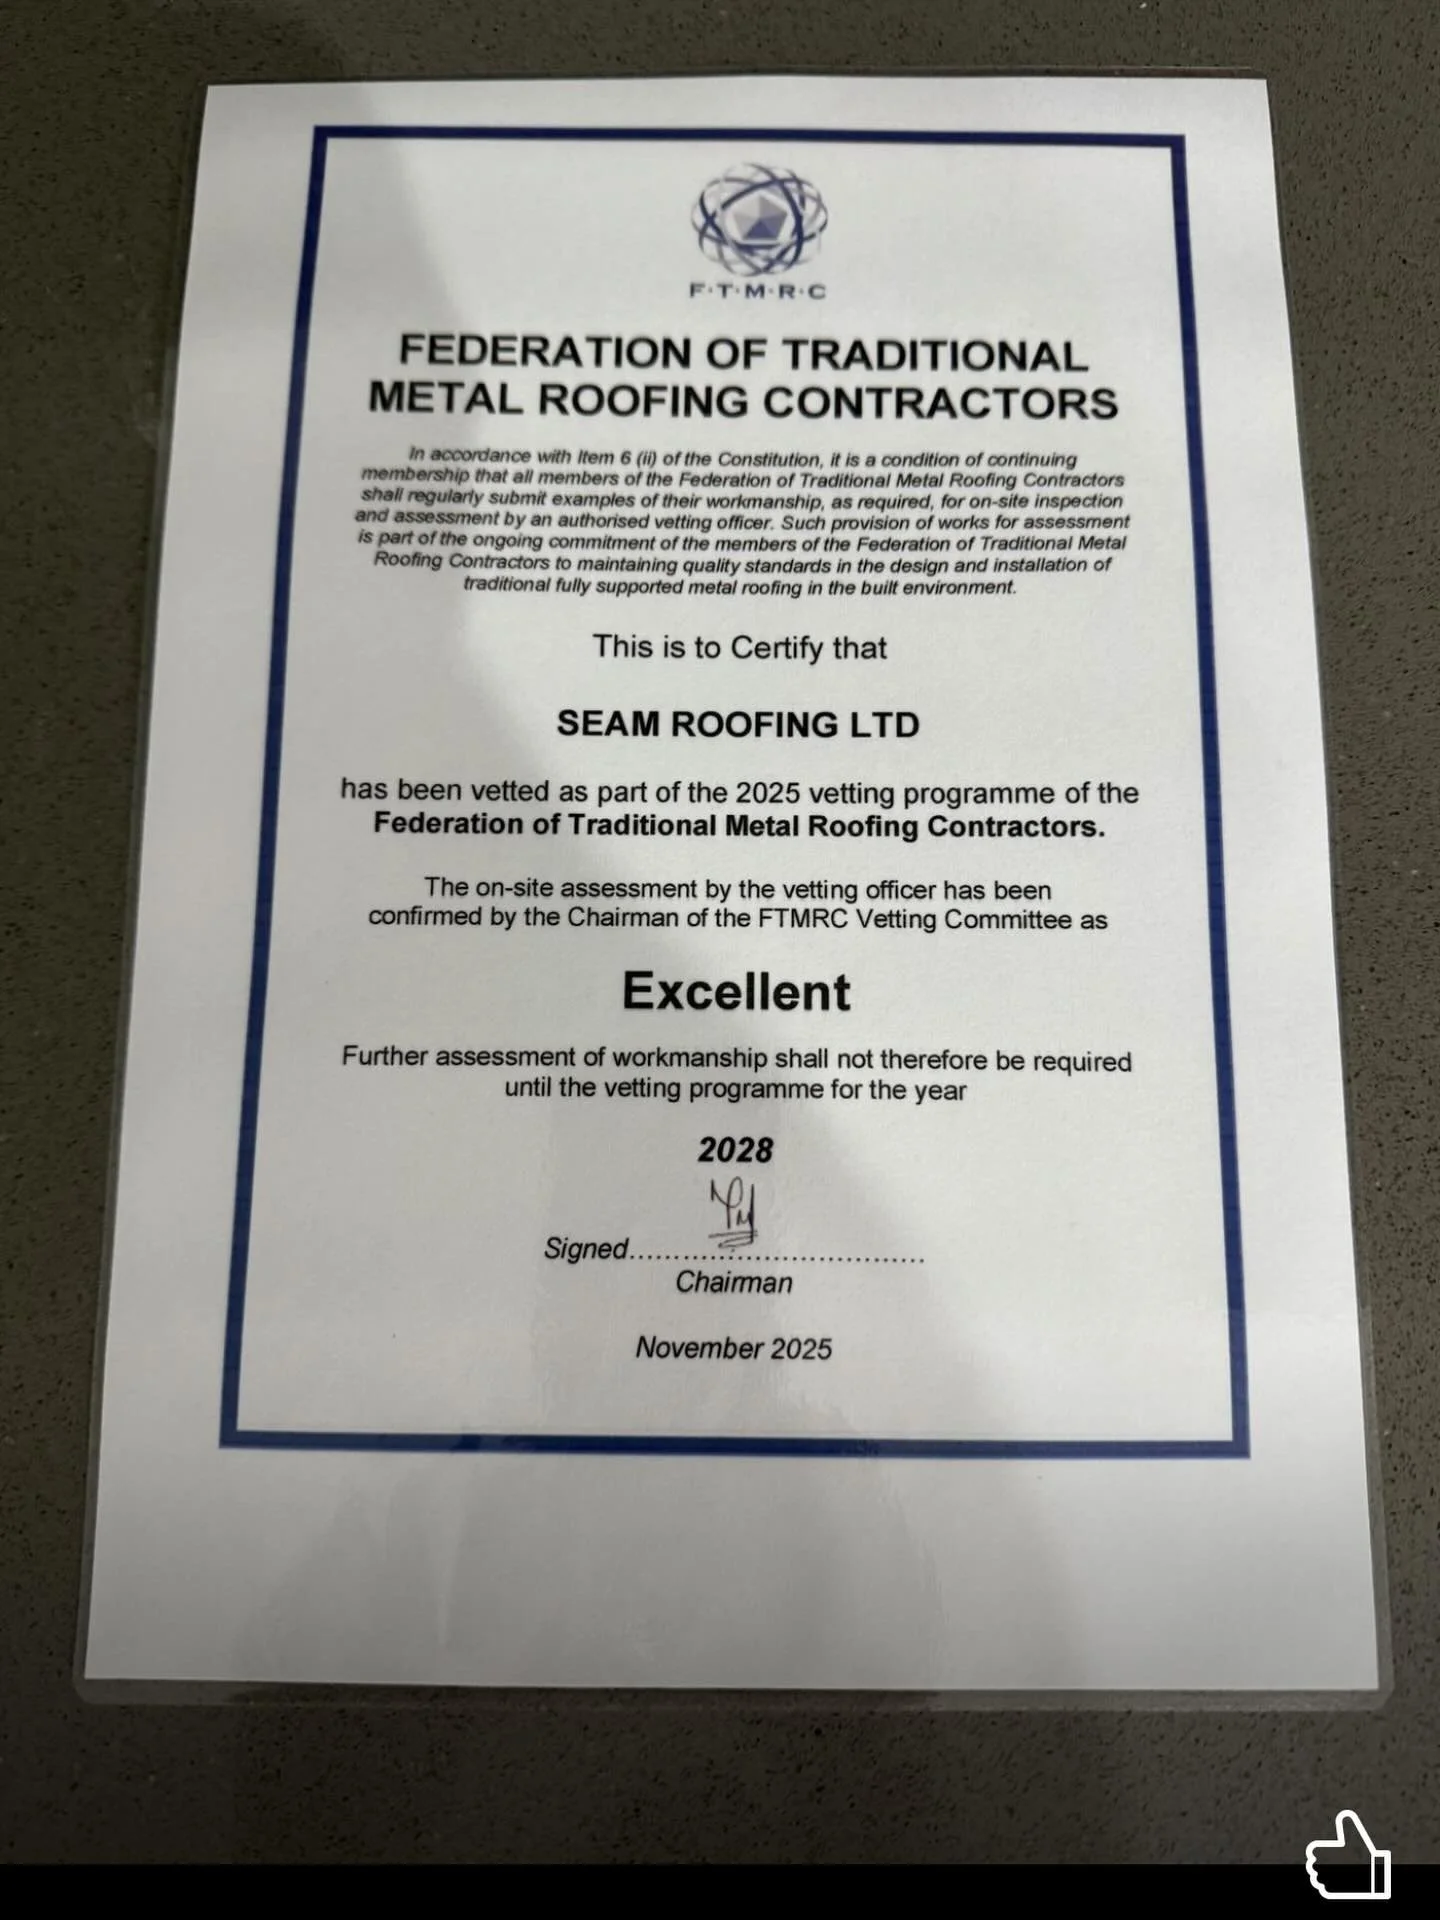 F·T·M·R·C
FEDERATION OF TRADITIONAL
METAL ROOFING CONTRACTORS
In accordance with Item 6 (ii) of the Constitution, it is a condition of continuing
membership that all members of the Federation of Traditional Metal Roofing Contractors
shall regularly submit examples of their workmanship, as required, for on-site inspection
and assessment by an authorised vetting officer. Such provision of works for assessment
is part of the ongoing commitment of the members of the Federation of Traditional Metal
Roofing Contractors to maintaining quality standards in the design and installation of
traditional fully supported metal roofing in the built environment.
This is to Certify that
SEAM ROOFING LTD
has been vetted as part of the 2025 vetting programme of the
Federation of Traditional Metal Roofing Contractors.
The on-site assessment by the vetting officer has been
confirmed by the Chairman of the FTMRC Vetting Committee as
Excellent
Further assessment of workmanship shall not therefore be required
until the vetting programme for the year
2028
Signed..................................
Chairman
November 2025